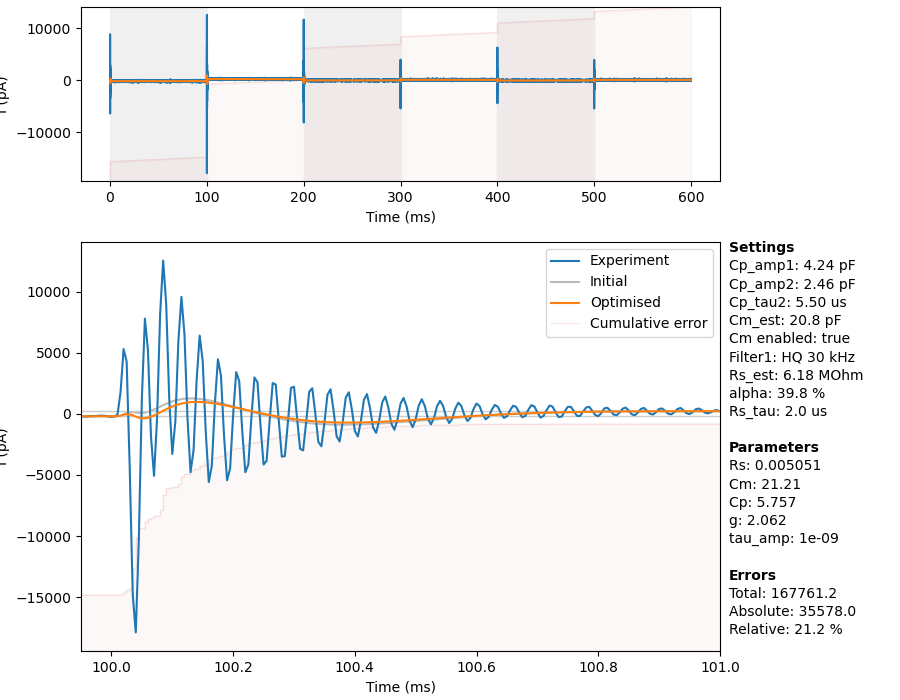 10000
0
−10000
I (pA)
0 100 200 300 400 500 600
Time (ms)
10000
5000
0
−5000
−10000
−15000
I (pA)
Experiment
Initial
Optimised
Cumulative error
100.0 100.2 100.4 100.6 100.8 101.0
Time (ms)
Settings
Cp_amp1: 4.24 pF
Cp_amp2: 2.46 pF
Cp_tau2: 5.50 us
Cm_est: 20.8 pF
Cm enabled: true
Filter1: HQ 30 kHz
Rs_est: 6.18 MOhm
alpha: 39.8 %
Rs_tau: 2.0 us
Parameters
Rs: 0.005051
Cm: 21.21
Cp: 5.757
g: 2.062
tau_amp: 1e-09
Errors
Total: 167761.2
Absolute: 35578.0
Relative: 21.2 %